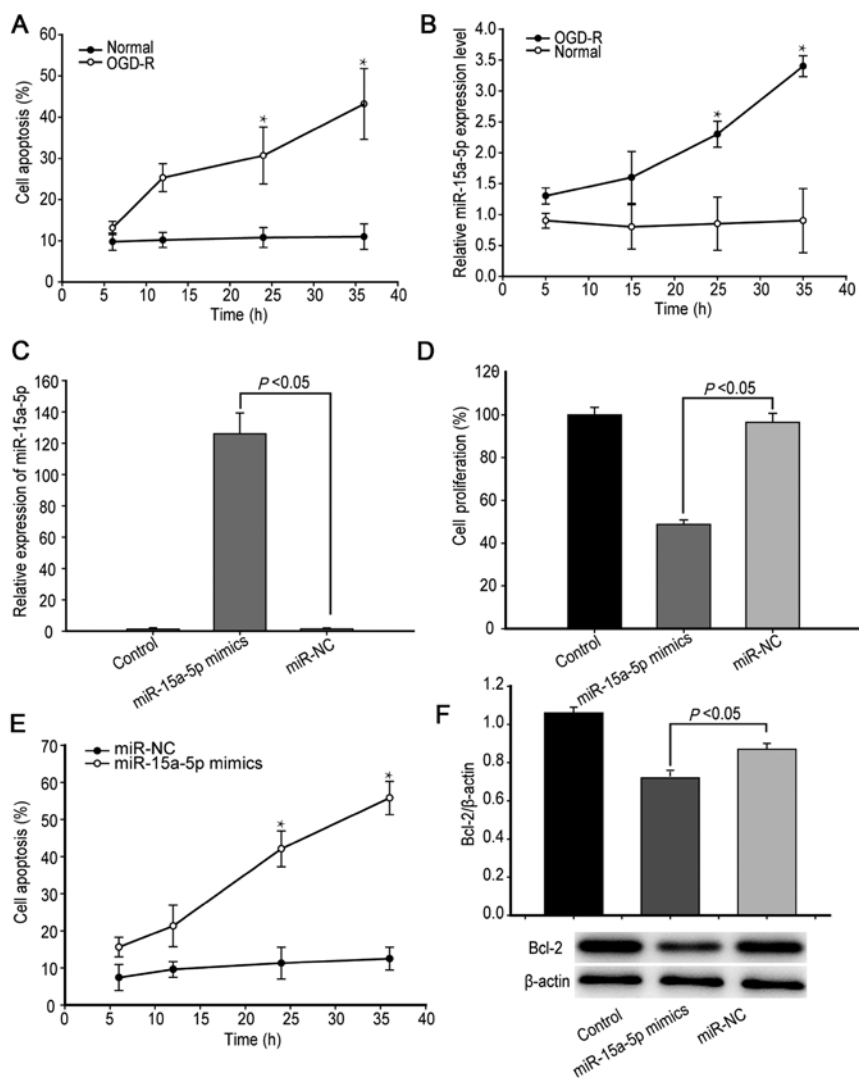 A
Normal
OGD-R
Cell apoptosis (%)
60
50
40
30
20
10
0
* *
0 5 10 15 20 25 30 35 40
Time (h)
B
OGD-R
Normal
Relative miR-15a-5p expression level
4.0
3.5
3.0
2.5
2.0
1.5
1.0
0.5
0.0
* *
0 5 10 15 20 25 30 35 40
Time (h)
C
Relative expression of miR-15a-5p
160
140
120
100
80
60
40
20
0
P <0.05
Control
miR-15a-5p mimics
miR-NC
D
Cell proliferation (%)
120
100
80
60
40
20
0
P <0.05
Control
miR-15a-5p mimics
miR-NC
E
miR-NC
miR-15a-5p mimics
Cell apoptosis (%)
70
60
50
40
30
20
10
0
* *
0 5 10 15 20 25 30 35 40
Time (h)
F
Bcl-2/β-actin
1.0
0.8
0.6
0.4
0.2
0.0
P <0.05
Bcl-2
β-actin
Control
miR-15a-5p mimics
miR-NC